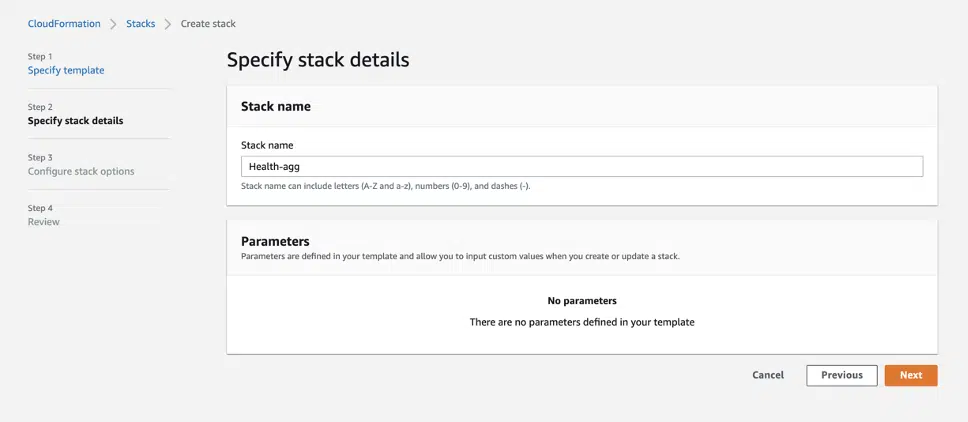 CloudFormation > Stacks > Create stack
Step 1
Specify template
Step 2
Specify stack details
Step 3
Configure stack options
Step 4
Review
Specify stack details
Stack name
Stack name
Health-agg
Stack name can include letters (A-Z and a-z), numbers (0-9), and dashes (-).
Parameters
Parameters are defined in your template and allow you to input custom values when you create or update a stack.
No parameters
There are no parameters defined in your template
Cancel Previous Next